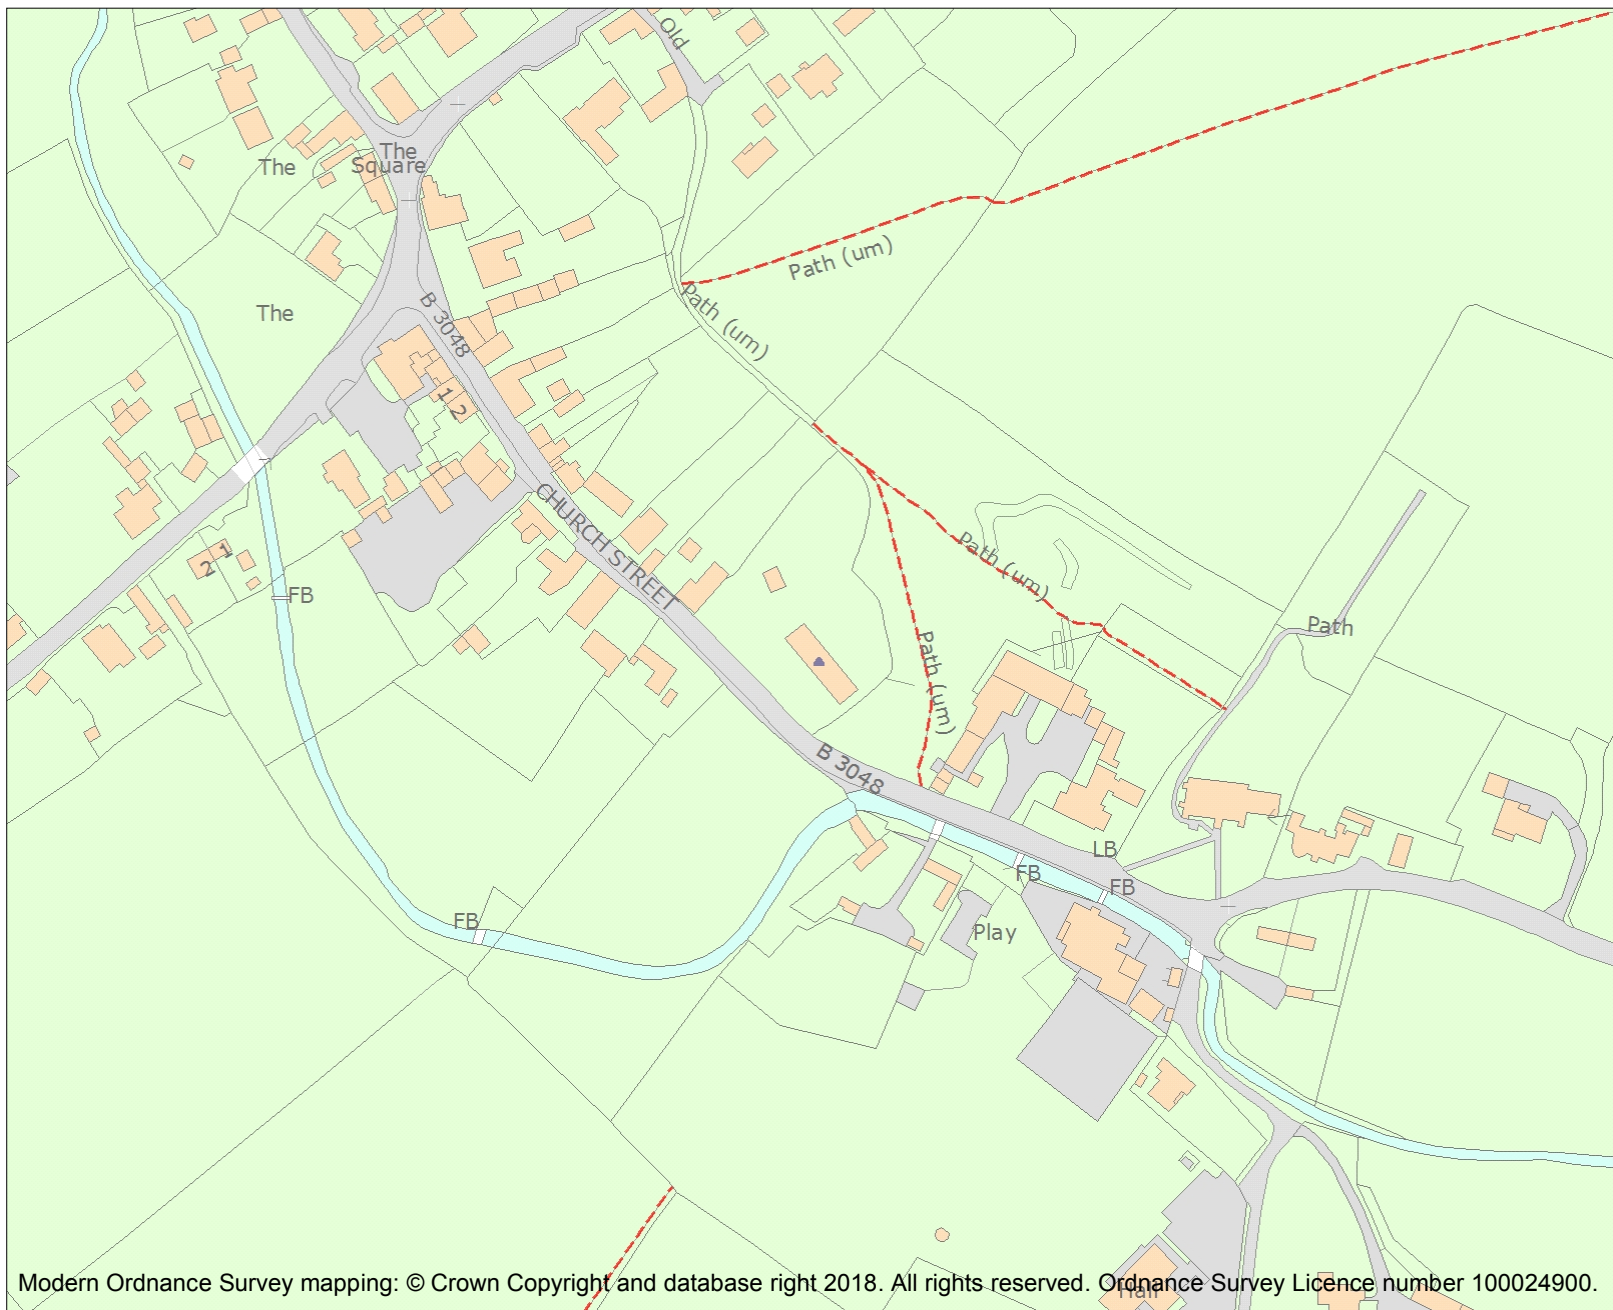 Old
The
Square
The
Path (um)
Path (um)
The
B 3048
1 2
CHURCH STREET
Path (um)
1
2
FB
Path
Path (um)
B 3048
LB
FB
FB
FB
Play
Hall
Modern Ordnance Survey mapping: © Crown Copyright and database right 2018. All rights reserved. Ordnance Survey Licence number 100024900.